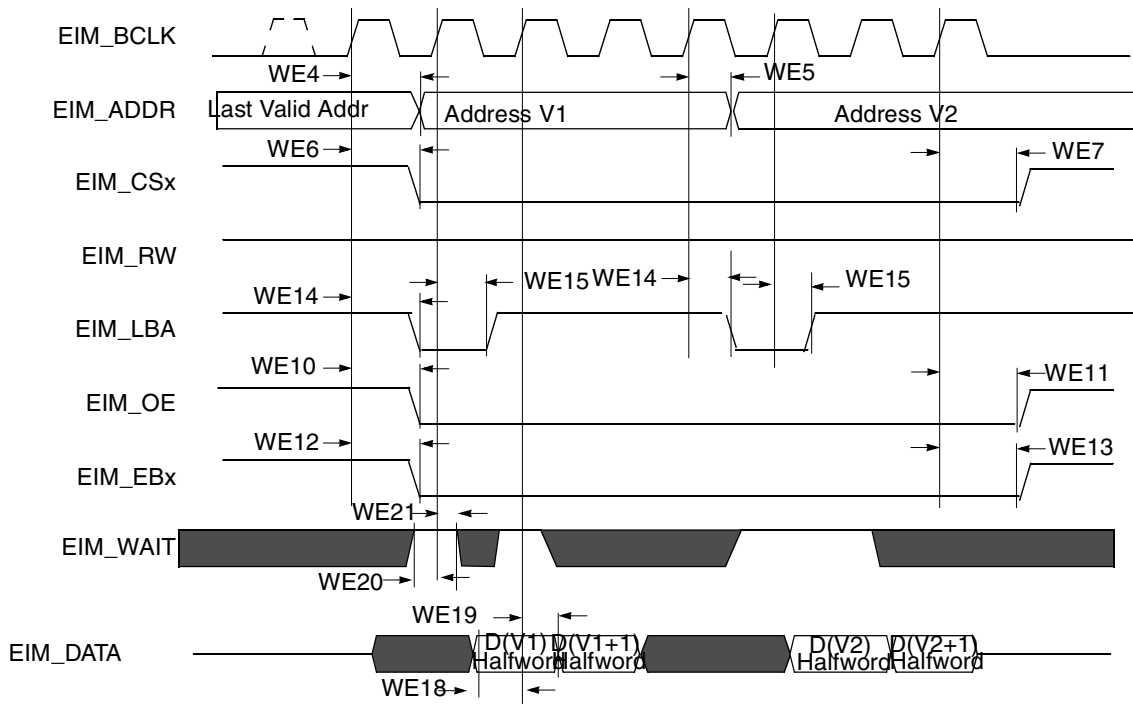 EIM_BCLK
WE4
WE5
EIM_ADDR
Last Valid Addr
Address V1
Address V2
WE6
WE7
EIM_CSx
EIM_RW
WE14
WE15
WE14
WE15
EIM_LBA
WE10
WE11
EIM_OE
WE12
WE13
EIM_EBx
WE21
EIM_WAIT
WE20
WE19
EIM_DATA
D(V1)
Halfword
D(V1+1)
Halfword
D(V2)
Halfword
D(V2+1)
Halfword
WE18